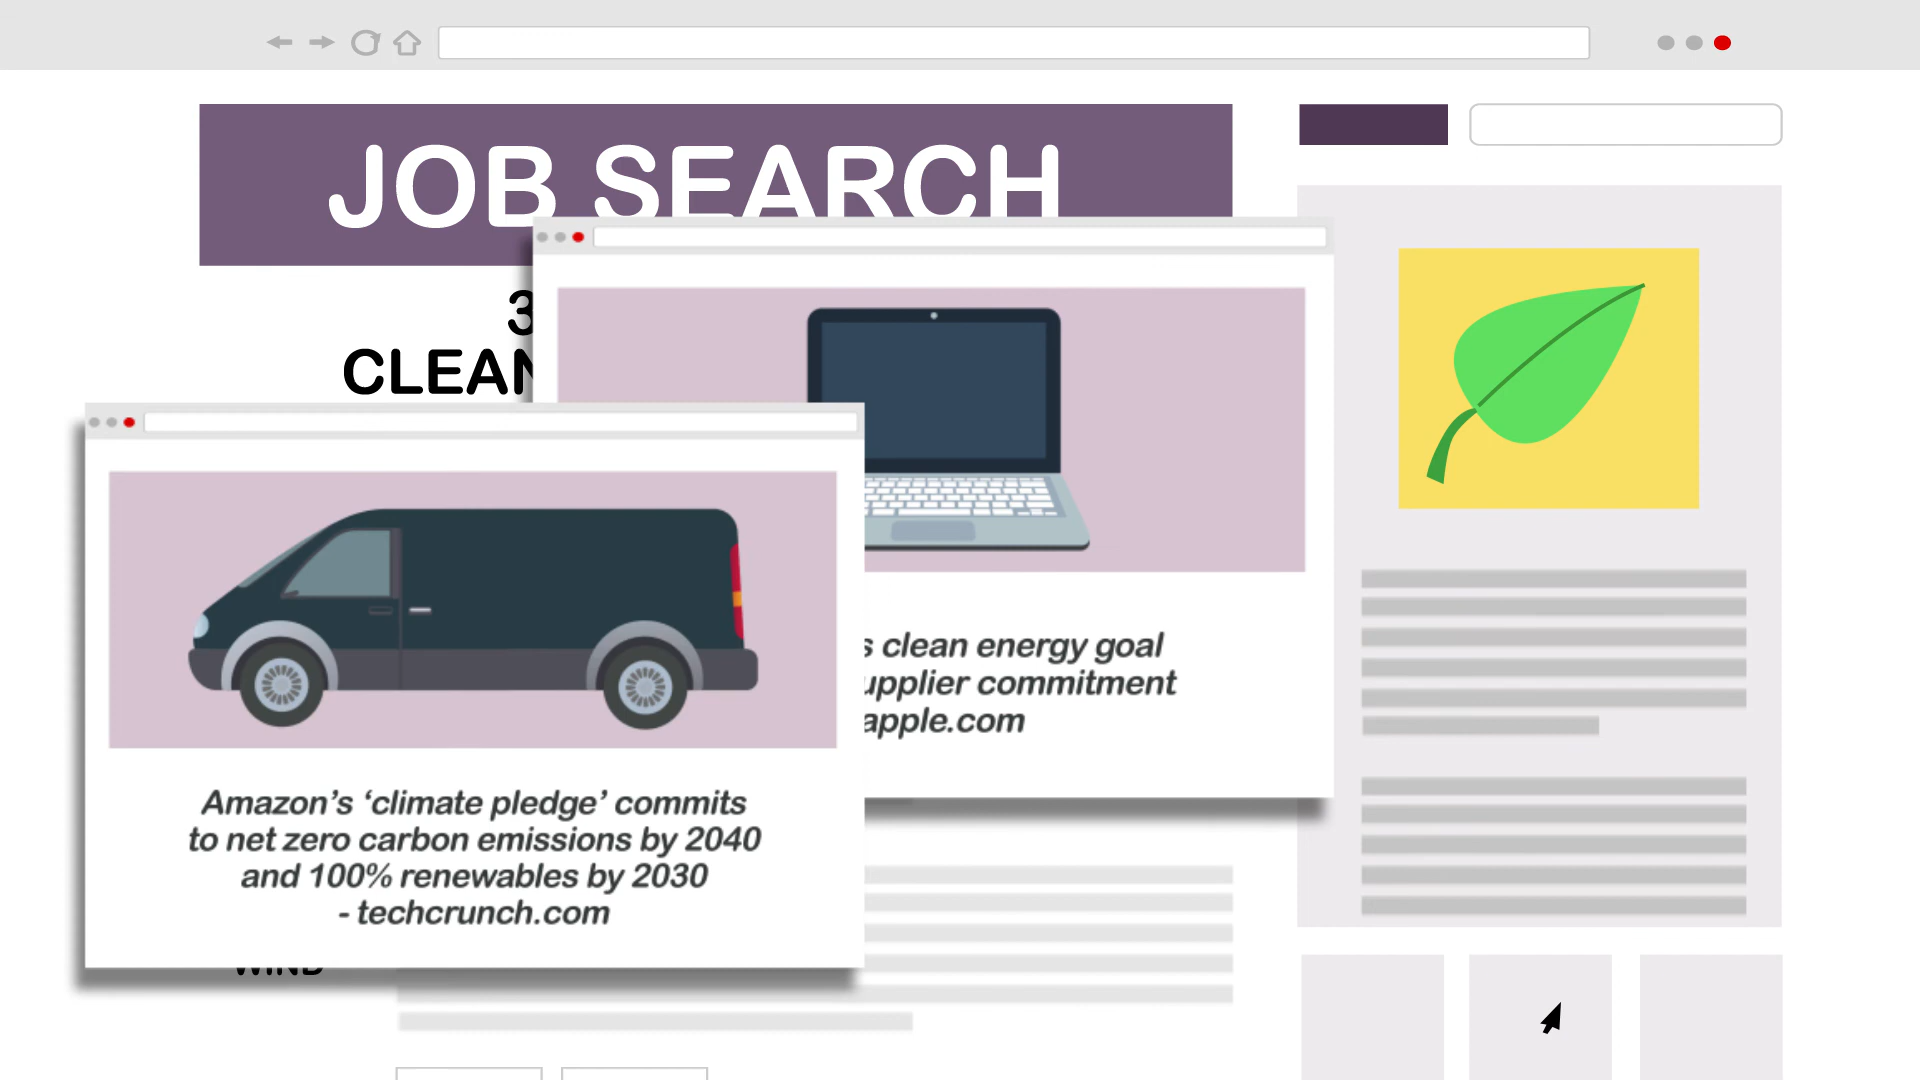 JOB SEARCH
3
CLEAN
clean energy goal
commitment
apple.com
Amazon’s ‘climate pledge’ commits
to net zero carbon emissions by 2040
and 100% renewables by 2030
- techcrunch.com
WIND